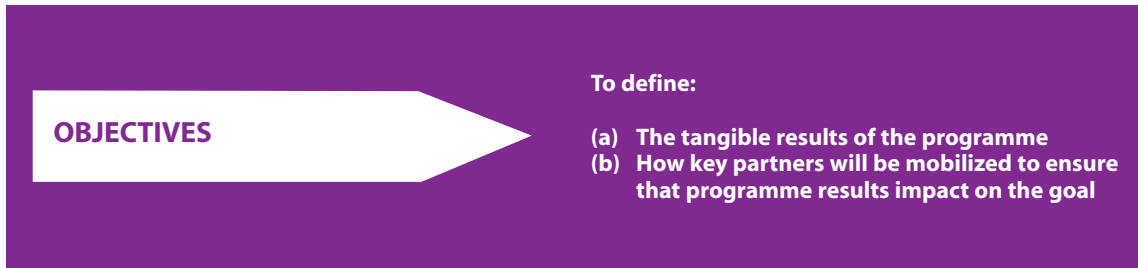 OBJECTIVES
To define:
(a) The tangible results of the programme
(b) How key partners will be mobilized to ensure
that programme results impact on the goal